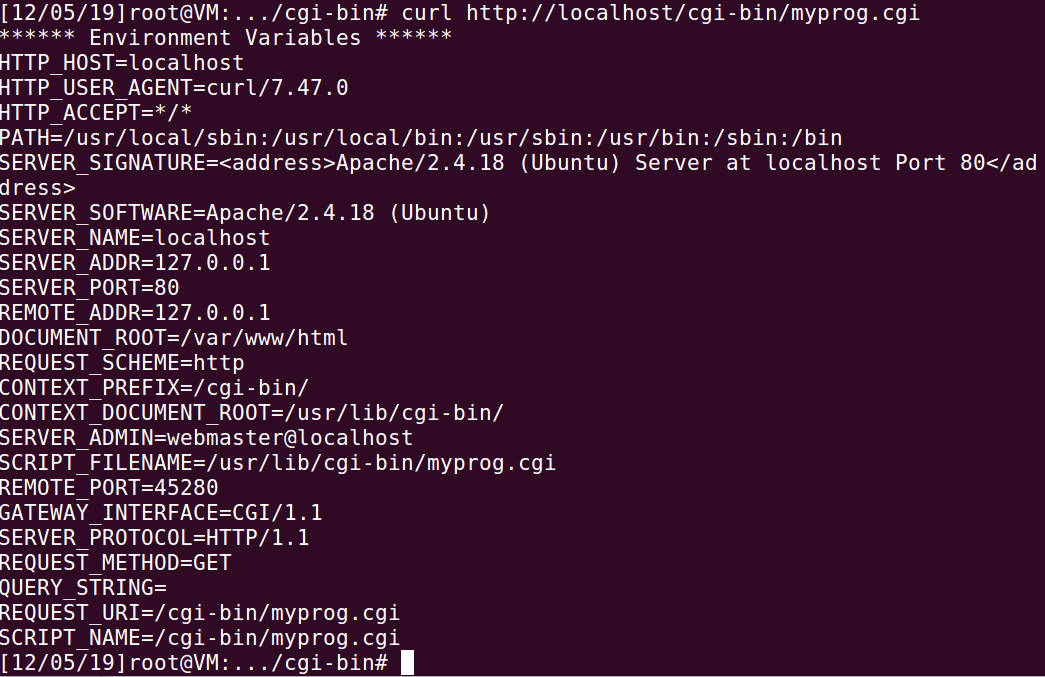 [12/05/19]root@VM:.../cgi-bin# curl http://localhost/cgi-bin/myprog.cgi
****** Environment Variables ******
HTTP_HOST=localhost
HTTP_USER_AGENT=curl/7.47.0
HTTP_ACCEPT=*/*
PATH=/usr/local/sbin:/usr/local/bin:/usr/sbin:/usr/bin:/sbin:/bin
SERVER_SIGNATURE=<address>Apache/2.4.18 (Ubuntu) Server at localhost Port 80</ad
dress>
SERVER_SOFTWARE=Apache/2.4.18 (Ubuntu)
SERVER_NAME=localhost
SERVER_ADDR=127.0.0.1
SERVER_PORT=80
REMOTE_ADDR=127.0.0.1
DOCUMENT_ROOT=/var/www/html
REQUEST_SCHEME=http
CONTEXT_PREFIX=/cgi-bin/
CONTEXT_DOCUMENT_ROOT=/usr/lib/cgi-bin/
SERVER_ADMIN=webmaster@localhost
SCRIPT_FILENAME=/usr/lib/cgi-bin/myprog.cgi
REMOTE_PORT=45280
GATEWAY_INTERFACE=CGI/1.1
SERVER_PROTOCOL=HTTP/1.1
REQUEST_METHOD=GET
QUERY_STRING=
REQUEST_URI=/cgi-bin/myprog.cgi
SCRIPT_NAME=/cgi-bin/myprog.cgi
[12/05/19]root@VM:.../cgi-bin#